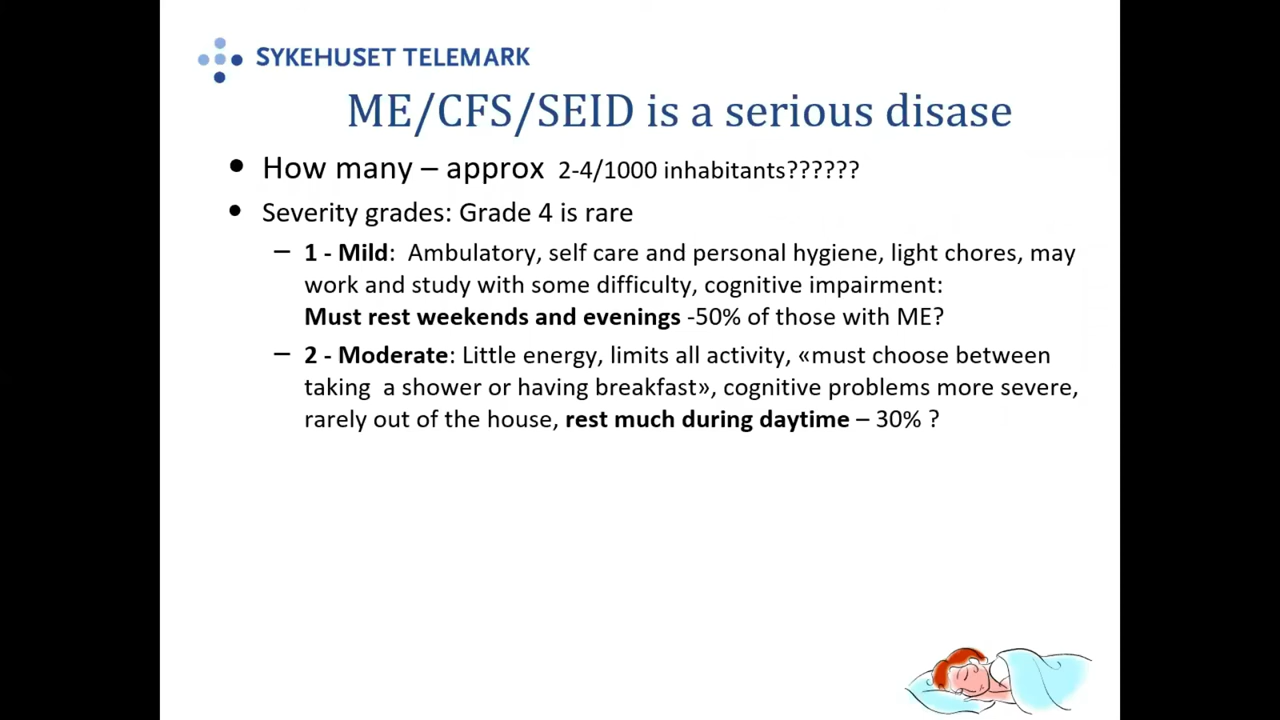 SYKEHUSET TELEMARK
ME/CFS/SEID is a serious disase
• How many – approx 2-4/1000 inhabitants??????
• Severity grades: Grade 4 is rare
– 1 - Mild: Ambulatory, self care and personal hygiene, light chores, may
work and study with some difficulty, cognitive impairment:
Must rest weekends and evenings -50% of those with ME?
– 2 - Moderate: Little energy, limits all activity, «must choose between
taking a shower or having breakfast», cognitive problems more severe,
rarely out of the house, rest much during daytime – 30% ?